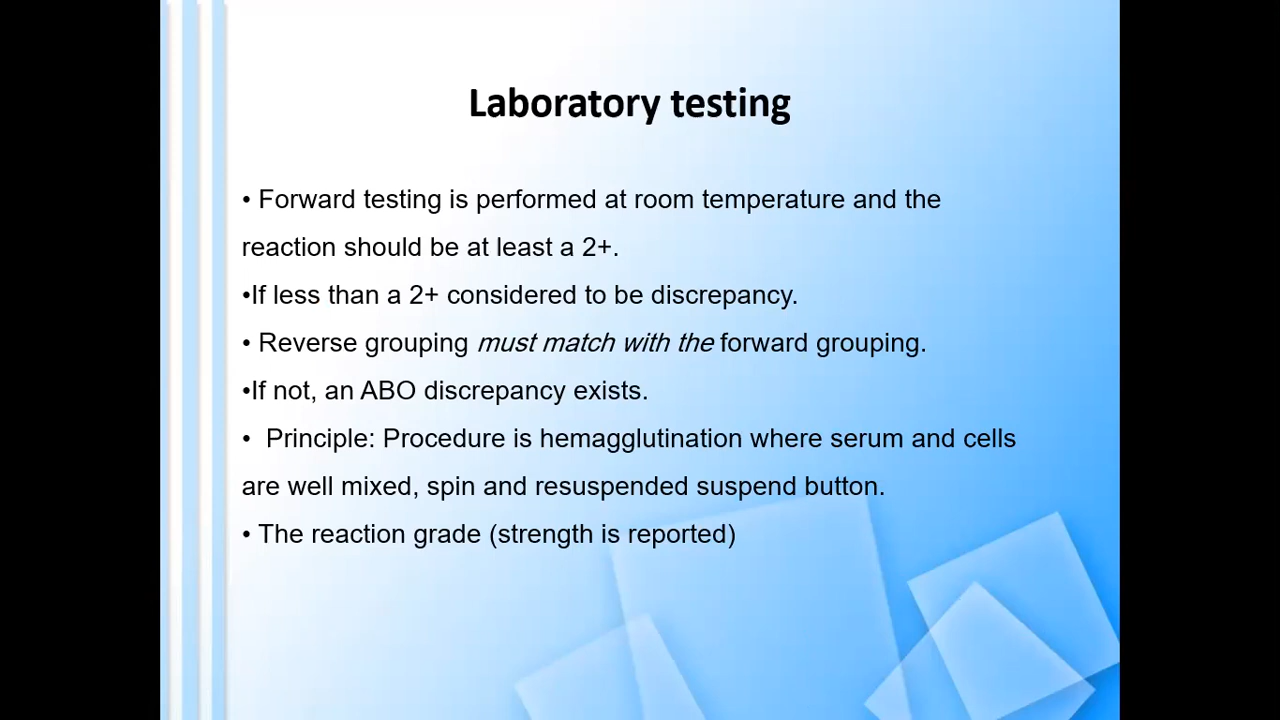 Laboratory testing
• Forward testing is performed at room temperature and the
reaction should be at least a 2+.
•If less than a 2+ considered to be discrepancy.
• Reverse grouping must match with the forward grouping.
•If not, an ABO discrepancy exists.
• Principle: Procedure is hemagglutination where serum and cells
are well mixed, spin and resuspended suspend button.
• The reaction grade (strength is reported)